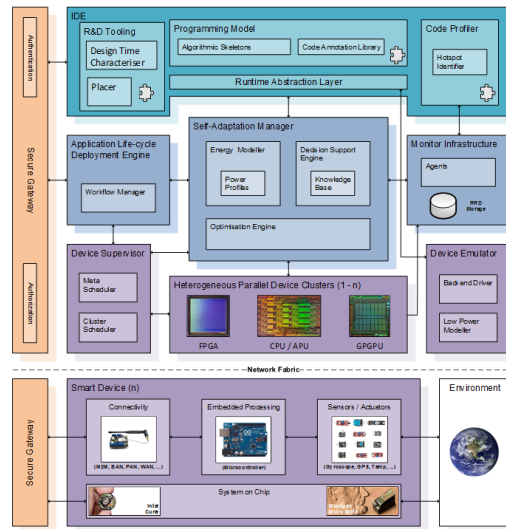 IDE
Authentication
Secure Gateway
Authorization
R&D Tooling
Design Time
Characteriser
Placer
Programming Model
Algorithmic Skeletons
Code Annotation Library
Code Profiler
Hotspot
Identifier
Runtime Abstraction Layer
Application Life-cycle
Deployment Engine
Workflow Manager
Self-Adaptation Manager
Energy Modeller
Power
Profiles
Decision Support
Engine
Knowledge
Base
Optimisation Engine
Monitor Infrastructure
Agents
RRD
Storage
Device Supervisor
Meta
Scheduler
Cluster
Scheduler
Heterogeneous Parallel Device Clusters (1 - n)
FPGA
CPU / APU
GPGPU
Device Emulator
Backend Driver
Low Power
Modeller
Network Fabric
Secure Gateway
Smart Device (n)
Connectivity
(M2M, BAN, PAN, WAN, ...)
Embedded Processing
(Microcontroller)
Sensors / Actuators
(Gyroscope, GPS, Temp, ...)
System on Chip
Intel
Curie
Environment